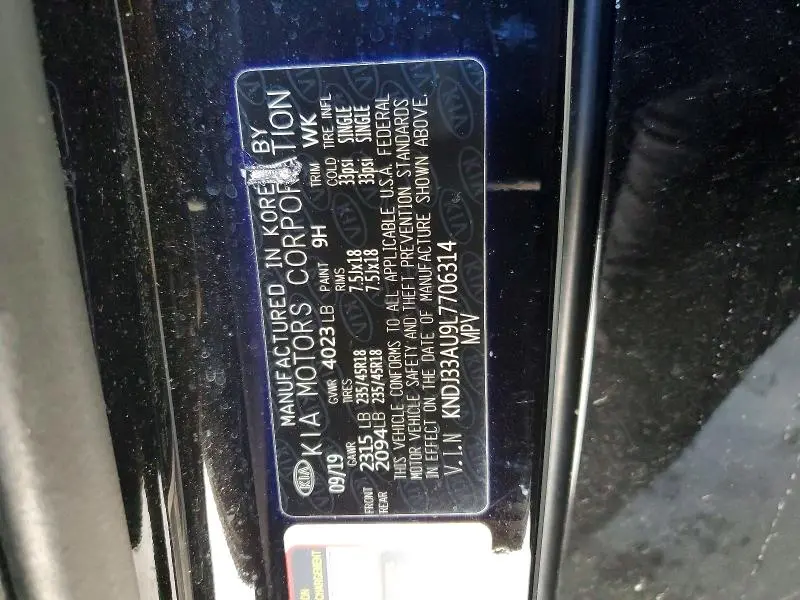 MANUFACTURED IN KOREA BY
KIA KIA MOTORS CORPORATION
09/19 GVWR 4023 LB PAINT 9H TRIM WK
GAWR TIRES RIMS COLD TIRE INFL
FRONT 2315 LB 235/45R18 7.5Jx18 33psi SINGLE
REAR 2094 LB 235/45R18 7.5Jx18 33psi SINGLE
THIS VEHICLE CONFORMS TO ALL APPLICABLE U.S.A. FEDERAL
MOTOR VEHICLE SAFETY AND THEFT PREVENTION STANDARDS
IN EFFECT ON THE DATE OF MANUFACTURE SHOWN ABOVE.
V.I.N KNDJ33AU9L7706314
MPV